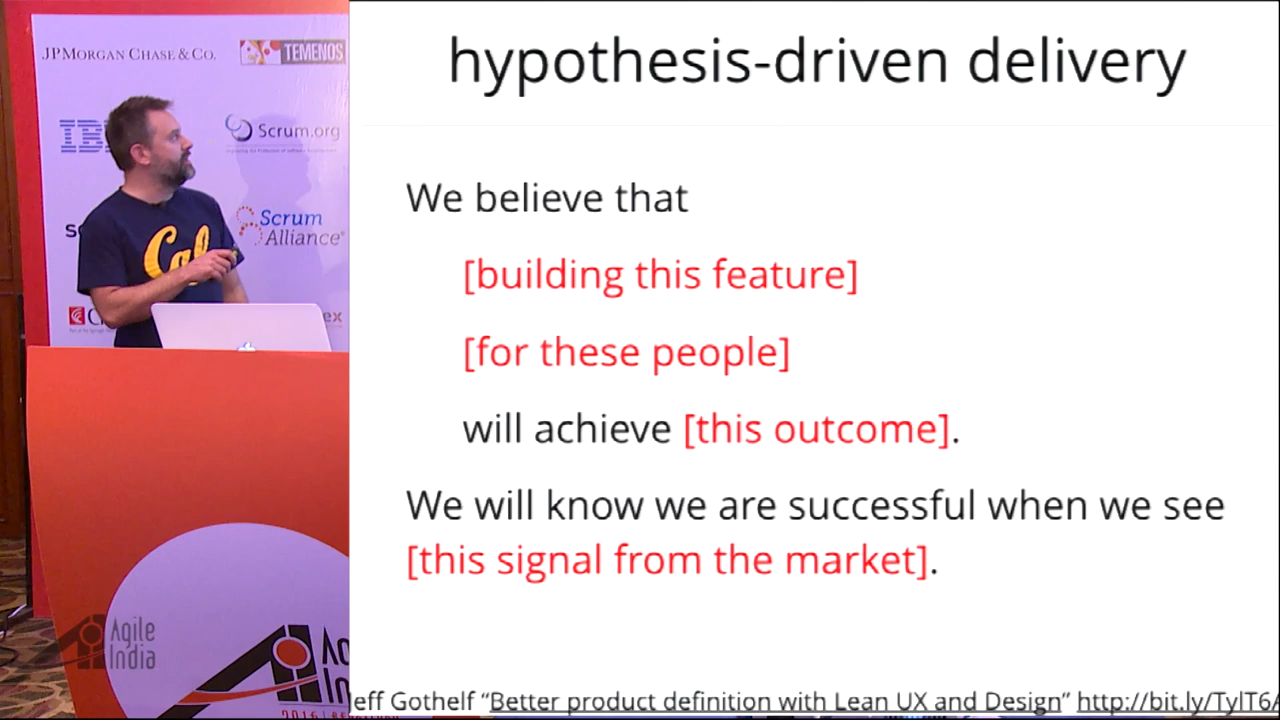 JPMORGAN CHASE & CO.
TEMENOS
Scrum.org
Scrum
Alliance
Cal
Agile
India
hypothesis-driven delivery
We believe that
[building this feature]
[for these people]
will achieve [this outcome].
We will know we are successful when we see
[this signal from the market].
Jeff Gothelf “Better product definition with Lean UX and Design” http://bit.ly/TylT6/